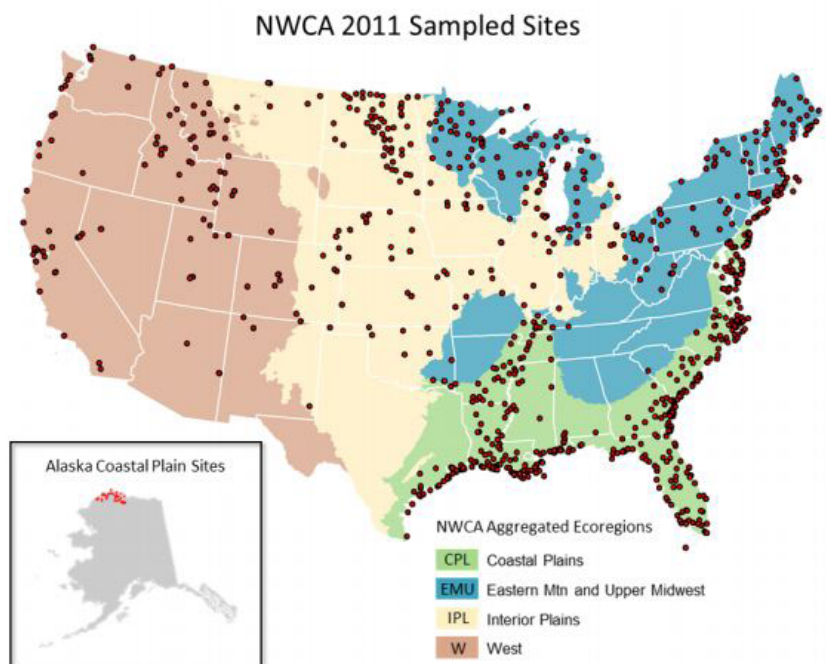 NWCA 2011 Sampled Sites
Alaska Coastal Plain Sites
NWCA Aggregated Ecoregions
CPL Coastal Plains
EMU Eastern Mtn and Upper Midwest
IPL Interior Plains
W West